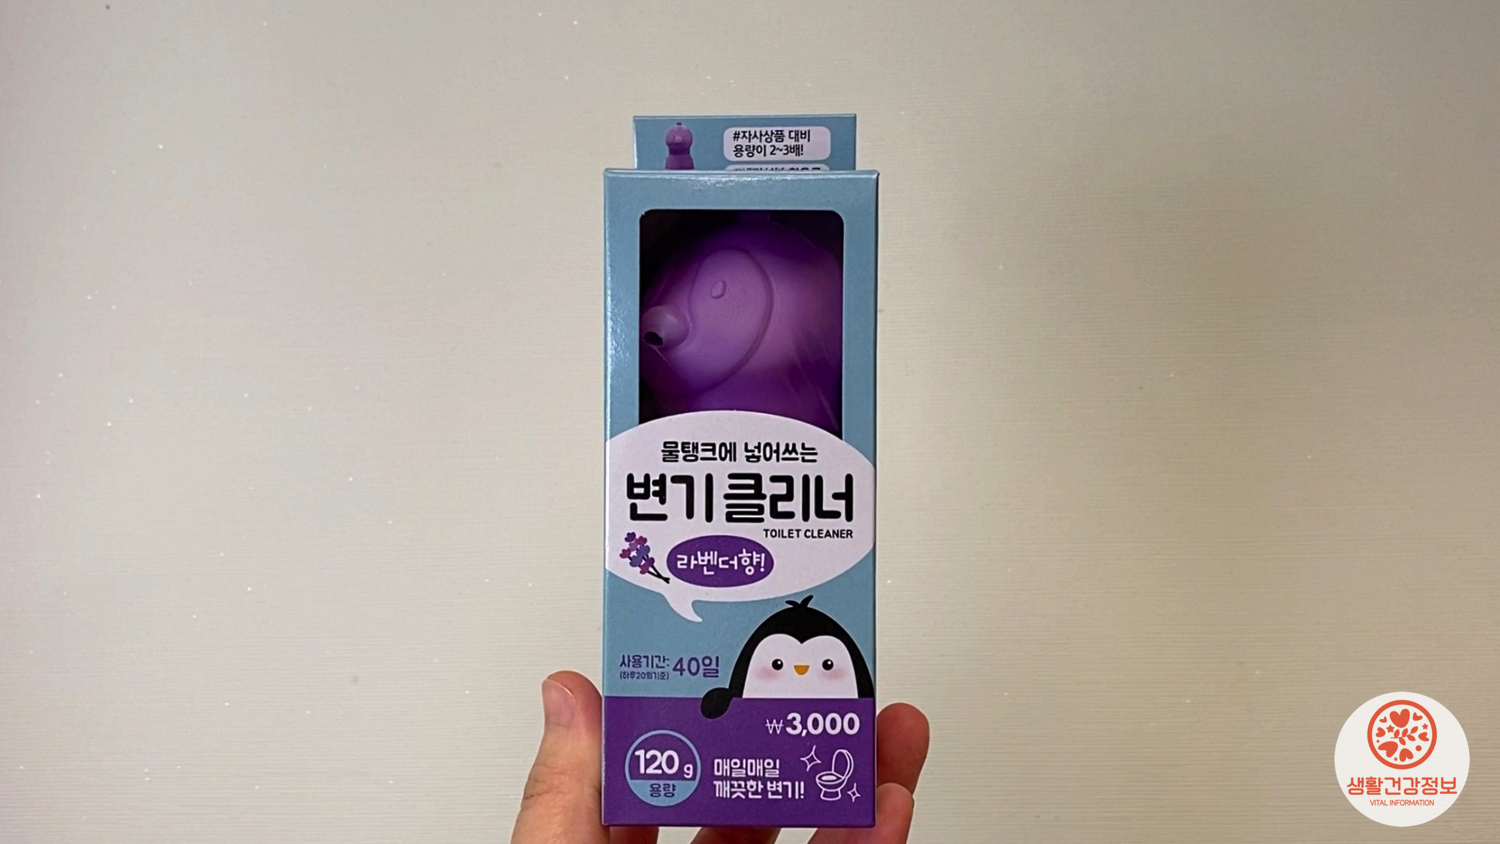 #자사상품 대비
용량이 2~3배!
물탱크에 넣어쓰는
변기 클리너
TOILET CLEANER
라벤더향!
사용기간: 40일
(하루20회기준)
₩3,000
120g
용량
매일매일
깨끗한 변기!
생활건강정보
VITAL INFORMATION